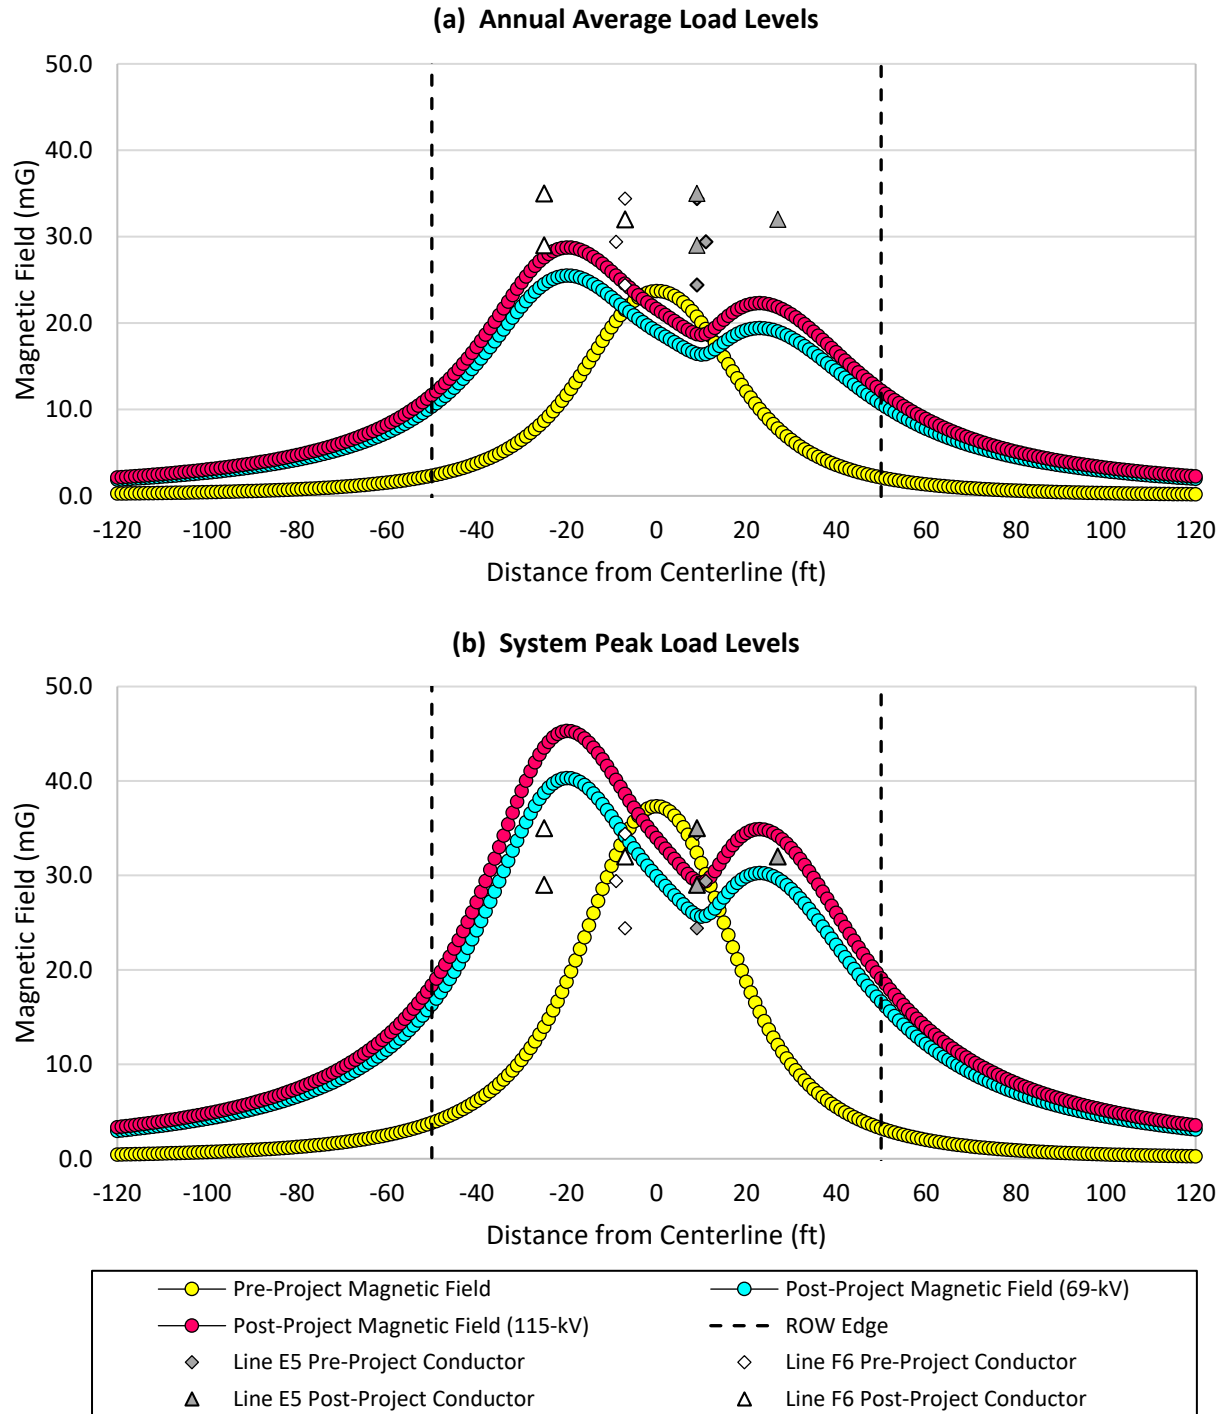 (a) Annual Average Load Levels
50.0
40.0
30.0
20.0
10.0
0.0
Magnetic Field (mG)
-120 -100 -80 -60 -40 -20 0 20 40 60 80 100 120
Distance from Centerline (ft)
(b) System Peak Load Levels
50.0
40.0
30.0
20.0
10.0
0.0
Magnetic Field (mG)
-120 -100 -80 -60 -40 -20 0 20 40 60 80 100 120
Distance from Centerline (ft)
Pre-Project Magnetic Field
Post-Project Magnetic Field (69-kV)
Post-Project Magnetic Field (115-kV)
ROW Edge
Line E5 Pre-Project Conductor
Line F6 Pre-Project Conductor
Line E5 Post-Project Conductor
Line F6 Post-Project Conductor